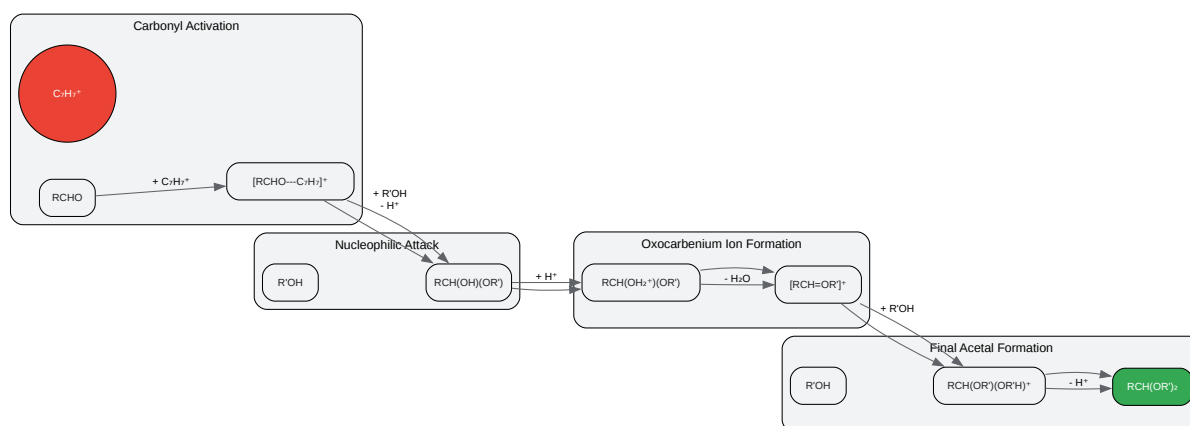 Carbonyl Activation
C₇H₇⁺
RCHO
+ C₇H₇⁺
[RCHO---C₇H₇]⁺
+ R'OH
- H⁺
Nucleophilic Attack
R'OH
RCH(OH)(OR')
+ H⁺
Oxocarbenium Ion Formation
RCH(OH₂⁺)(OR')
- H₂O
[RCH=OR']⁺
+ R'OH
Final Acetal Formation
R'OH
RCH(OR')(OR'H)⁺
- H⁺
RCH(OR')₂